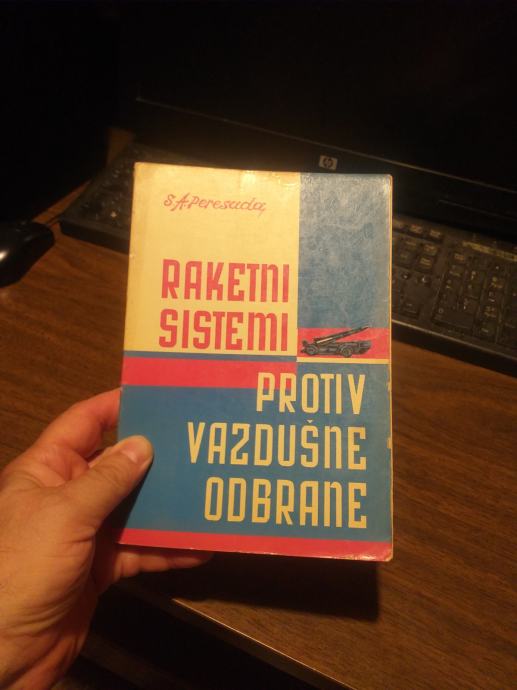 S.A.Peresada
RAKETNI
SISTEMI
PROTIV
VAZDUŠNE
ODBRANE
hp